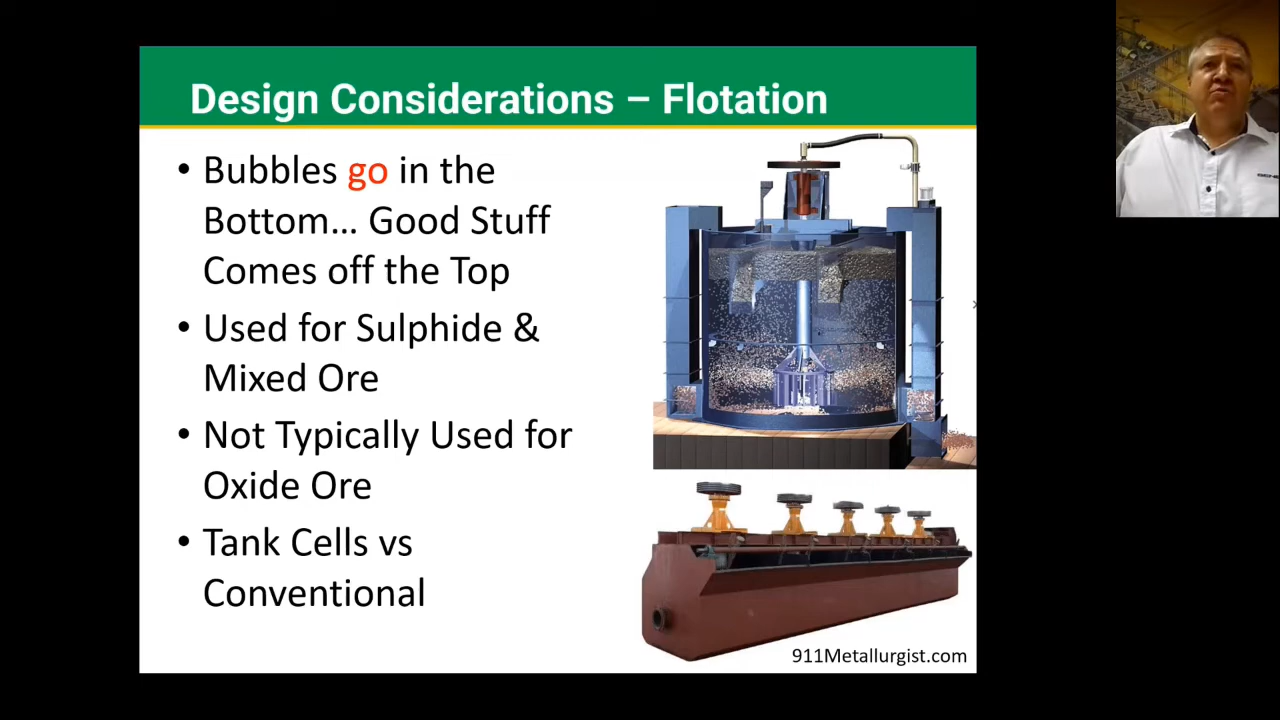 Design Considerations – Flotation
• Bubbles go in the
Bottom... Good Stuff
Comes off the Top
• Used for Sulphide &
Mixed Ore
• Not Typically Used for
Oxide Ore
• Tank Cells vs
Conventional
911Metallurgist.com